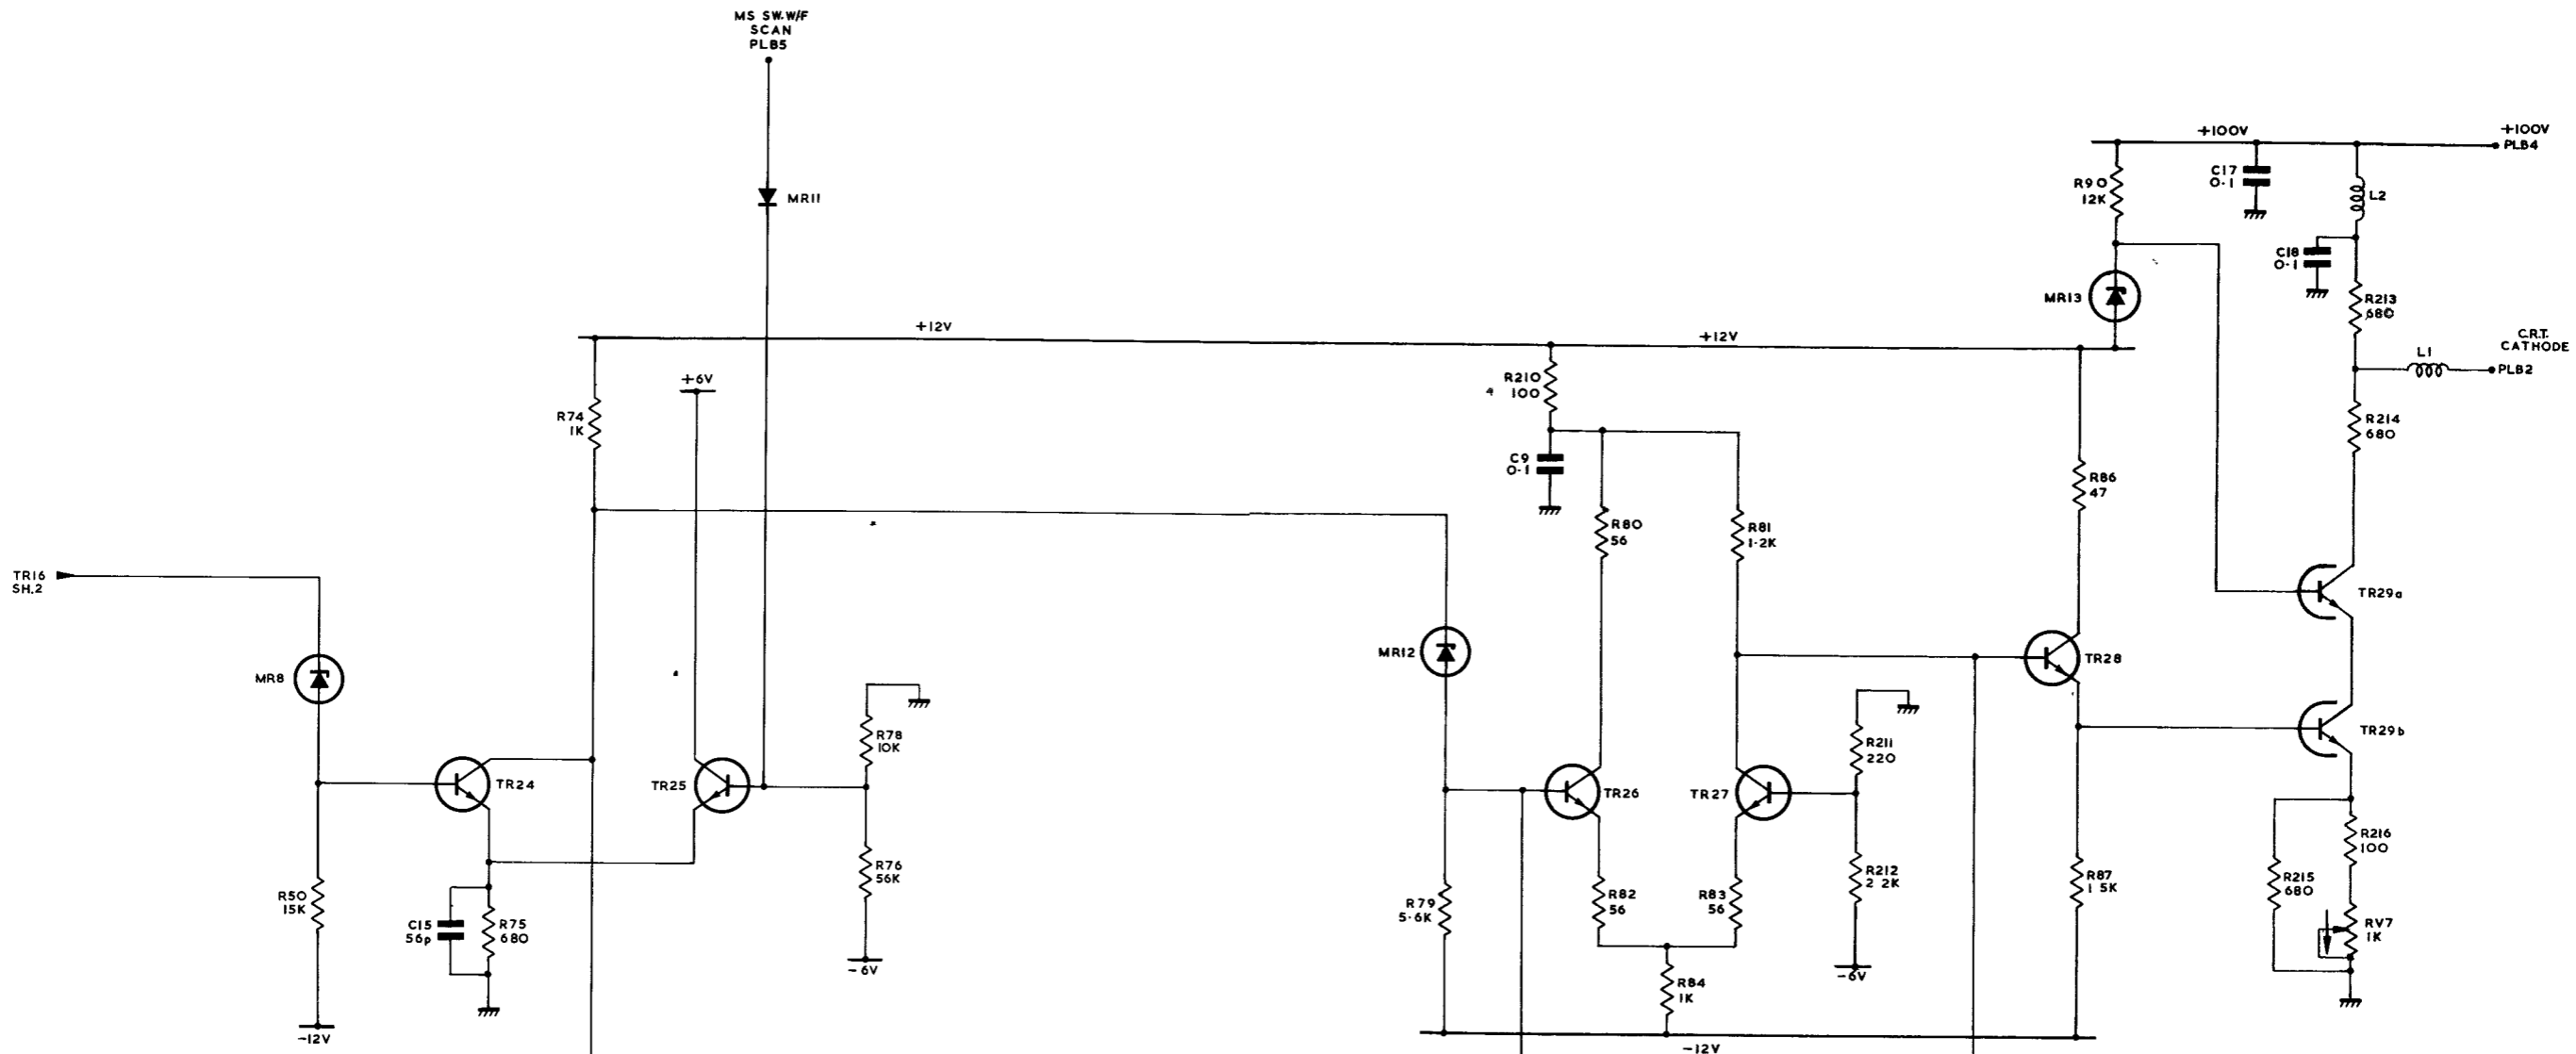 MS SW.W/F
SCAN
PLB5
MR11
+100V
+100V
PLB4
R90
12K
C17
0·1
L2
C18
0·1
MR13
R213
680
+12V
+12V
C.R.T.
CATHODE
L1
PLB2
+6V
R210
100
R74
1K
R214
680
C9
0·1
R86
47
R80
56
R81
1·2K
TR16
SH.2
TR29a
MR12
TR28
MR8
R78
10K
R211
220
TR29b
TR24
TR25
TR26
TR27
R216
100
R76
56K
R212
2 2K
R87
1 5K
R215
680
R50
15K
C15
56p
R75
680
R79
5·6K
R82
56
R83
56
RV7
1K
-6V
-6V
R84
1K
-12V
-12V